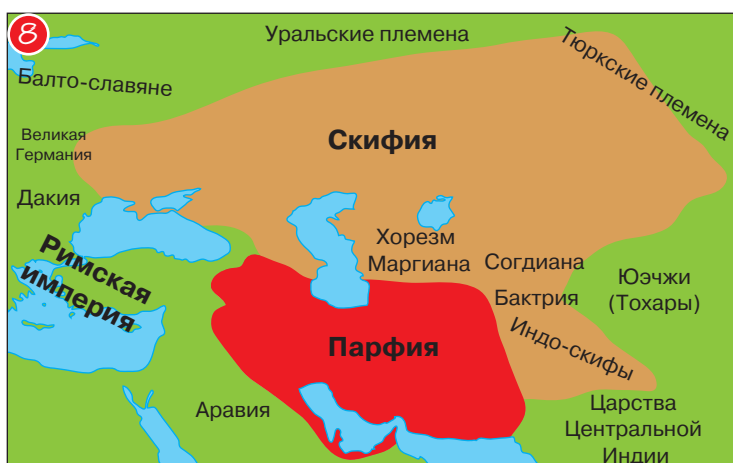 8
Уральские племена
Тюркские племена
Балто-славяне
Великая
Германия
Скифия
Дакия
Римская
империя
Хорезм
Маргиана
Согдиана
Бактрия
Юэчжи
(Тохары)
Индо-скифы
Парфия
Аравия
Царства
Центральной
Индии